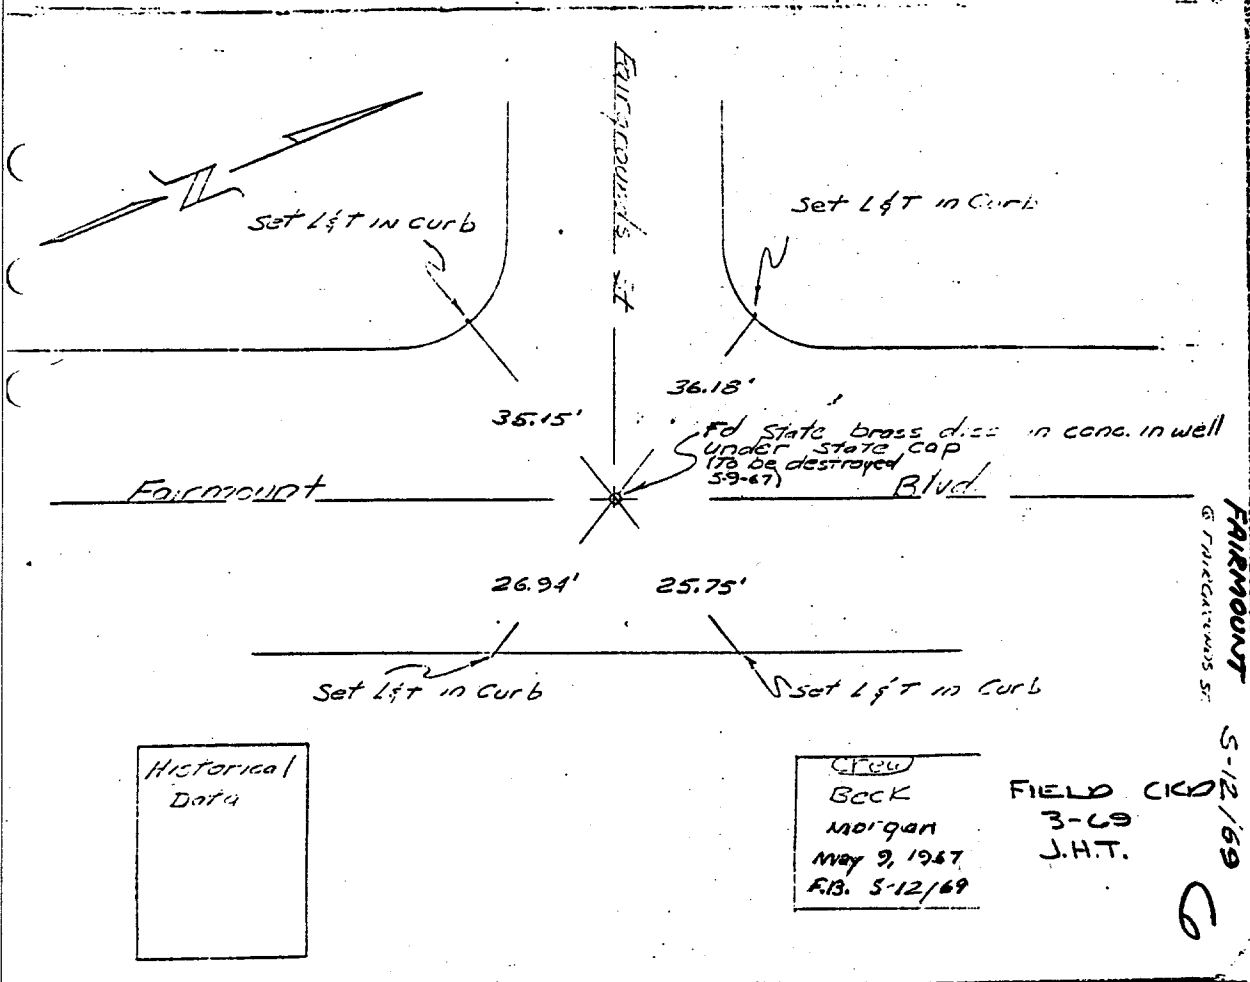 Fairgrounds St
Set L&T IN curb
Set L&T in Curb
36.18'
35.15'
Fd State brass disc in conc. in well
under state cap
(To be destroyed
5-9-67)
Fairmount Blvd.
26.94' 25.75'
Set L&T in Curb
Set L&T in Curb
FAIRMOUNT S-12/69
@ FAIRGROUNDS ST.
Historical
Data
Crew
Beck
Morgan
May 9, 1967
F.B. S-12/69
FIELD CKD
3-69
J.H.T.
6